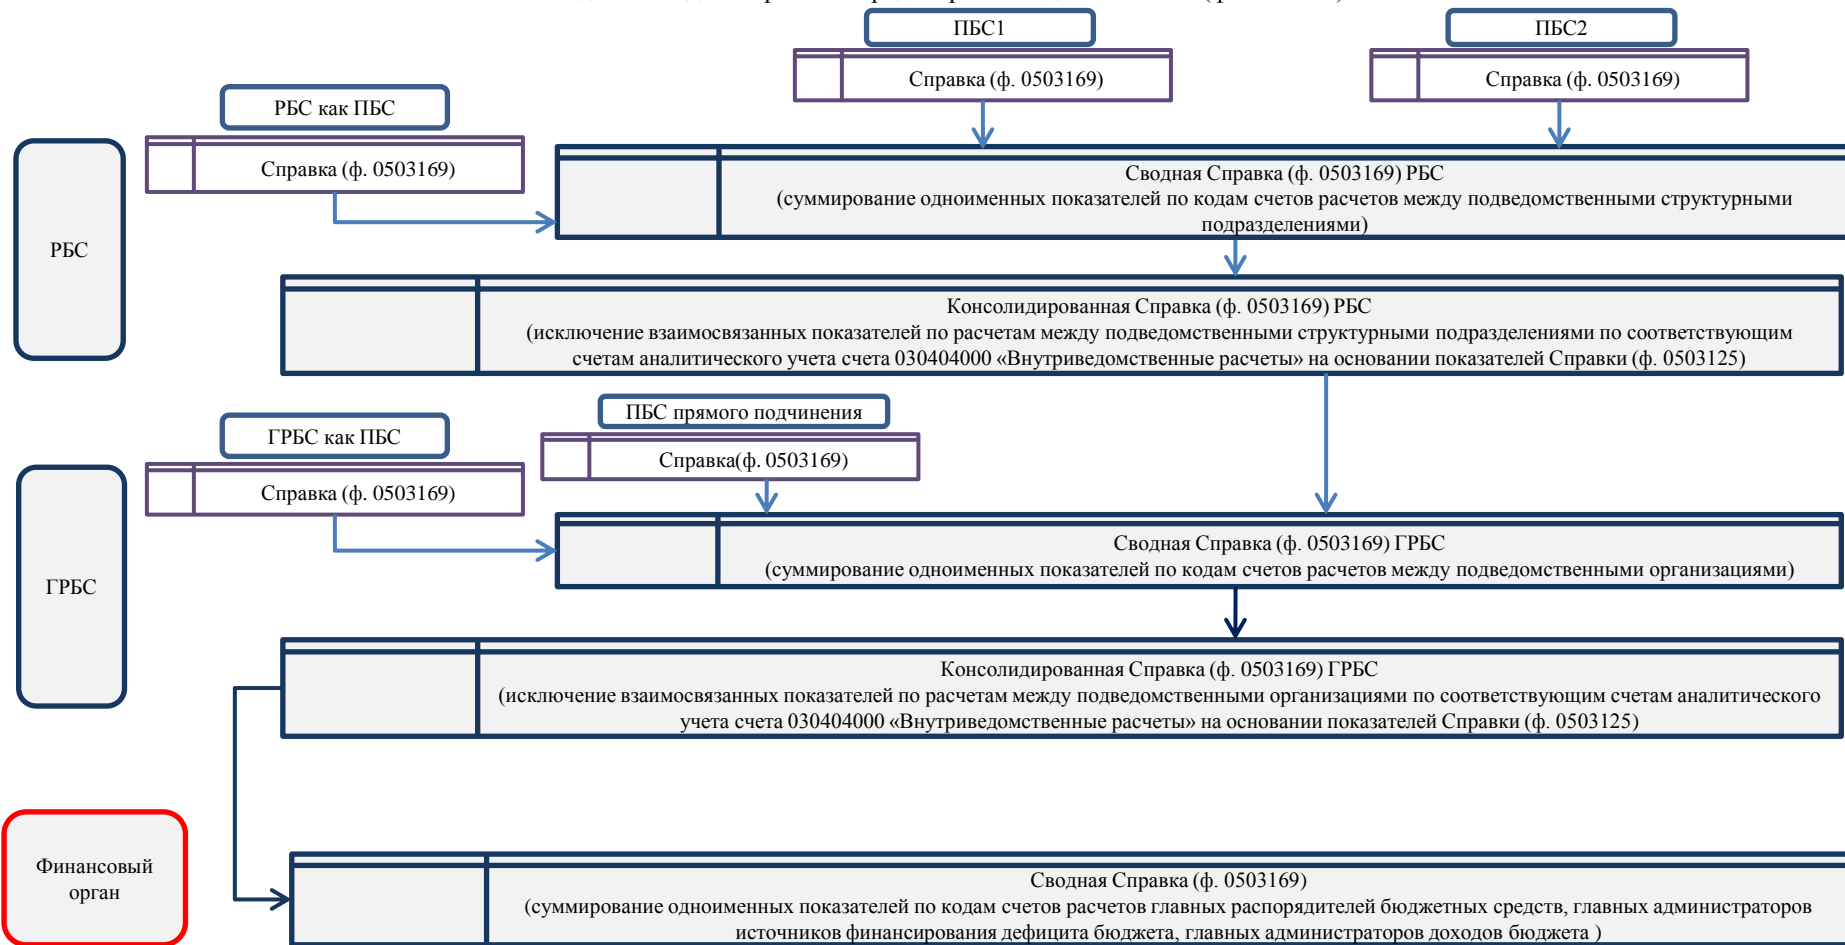 ПБС1
ПБС2
Справка (ф. 0503169)
Справка (ф. 0503169)
РБС как ПБС
Справка (ф. 0503169)
РБС
Сводная Справка (ф. 0503169) РБС
(суммирование одноименных показателей по кодам счетов расчетов между подведомственными структурными
подразделениями)
Консолидированная Справка (ф. 0503169) РБС
(исключение взаимосвязанных показателей по расчетам между подведомственными структурными подразделениями по соответствующим
счетам аналитического учета счета 030404000 «Внутриведомственные расчеты» на основании показателей Справки (ф. 0503125)
ГРБС как ПБС
ПБС прямого подчинения
Справка (ф. 0503169)
Справка(ф. 0503169)
ГРБС
Сводная Справка (ф. 0503169) ГРБС
(суммирование одноименных показателей по кодам счетов расчетов между подведомственными организациями)
Консолидированная Справка (ф. 0503169) ГРБС
(исключение взаимосвязанных показателей по расчетам между подведомственными организациями по соответствующим счетам аналитического
учета счета 030404000 «Внутриведомственные расчеты» на основании показателей Справки (ф. 0503125)
Финансовый
орган
Сводная Справка (ф. 0503169)
(суммирование одноименных показателей по кодам счетов расчетов главных распорядителей бюджетных средств, главных администраторов
источников финансирования дефицита бюджета, главных администраторов доходов бюджета )